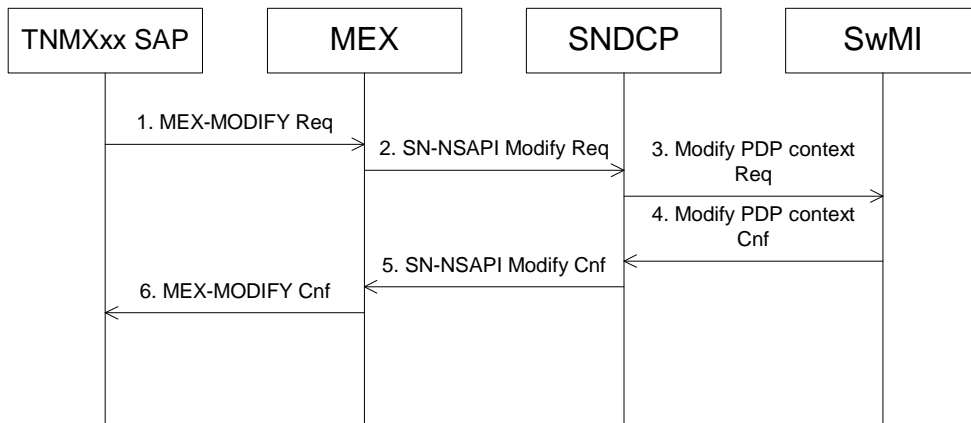 TNMXxx SAP
MEX
SNDCP
SwMI
1. MEX-MODIFY Req
2. SN-NSAPI Modify Req
3. Modify PDP context
Req
4. Modify PDP context
Cnf
5. SN-NSAPI Modify Cnf
6. MEX-MODIFY Cnf